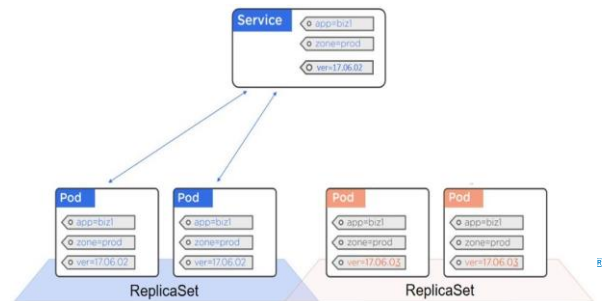 Service
app=biz1
zone=prod
ver=17.06.02
Pod
app=biz1
zone=prod
ver=17.06.02
Pod
app=biz1
zone=prod
ver=17.06.02
Pod
app=biz1
zone=prod
ver=17.06.03
Pod
app=biz1
zone=prod
ver=17.06.03
ReplicaSet
ReplicaSet